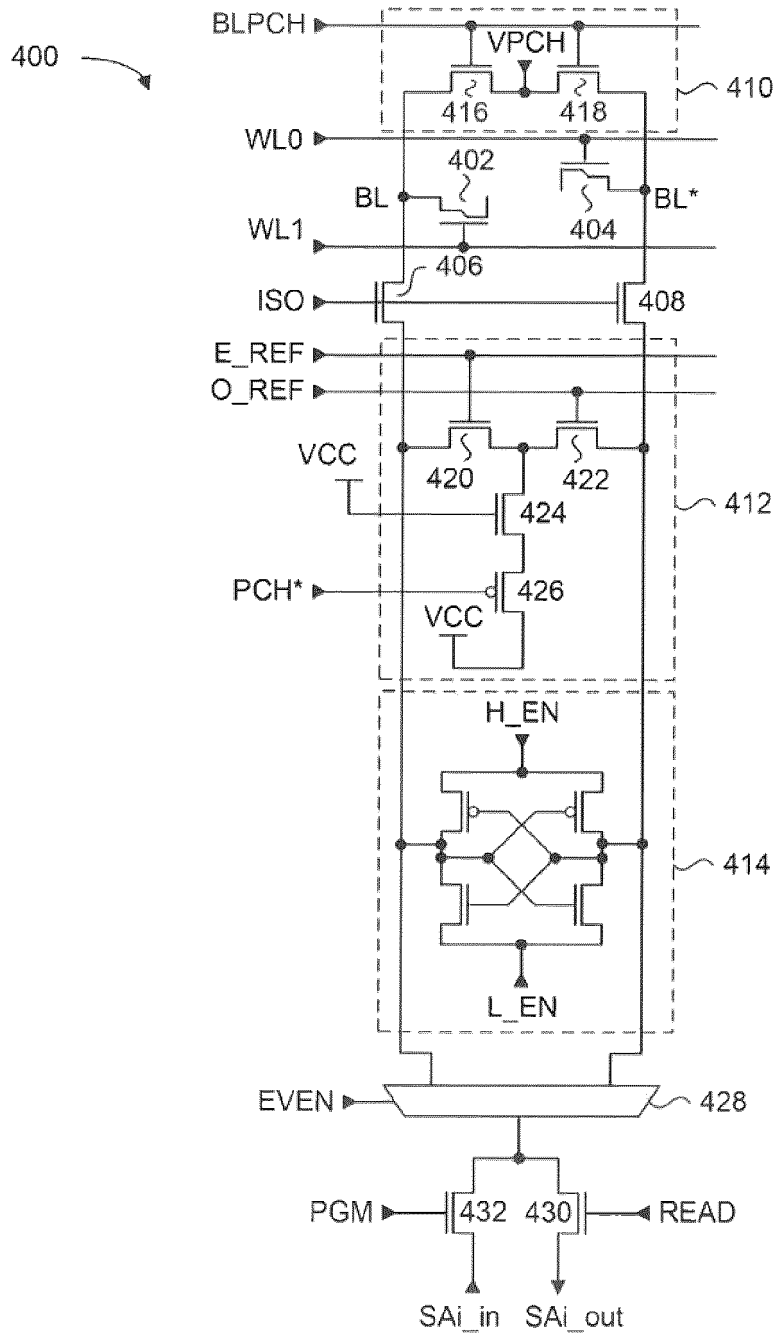 BLPCH
VPCH
400
416
418
410
WL0
402
BL
404
BL*
WL1
406
ISO
408
E_REF
O_REF
VCC
420
422
424
412
PCH*
426
VCC
H_EN
414
L_EN
EVEN
428
PGM
432
430
READ
SAi_in
SAi_out